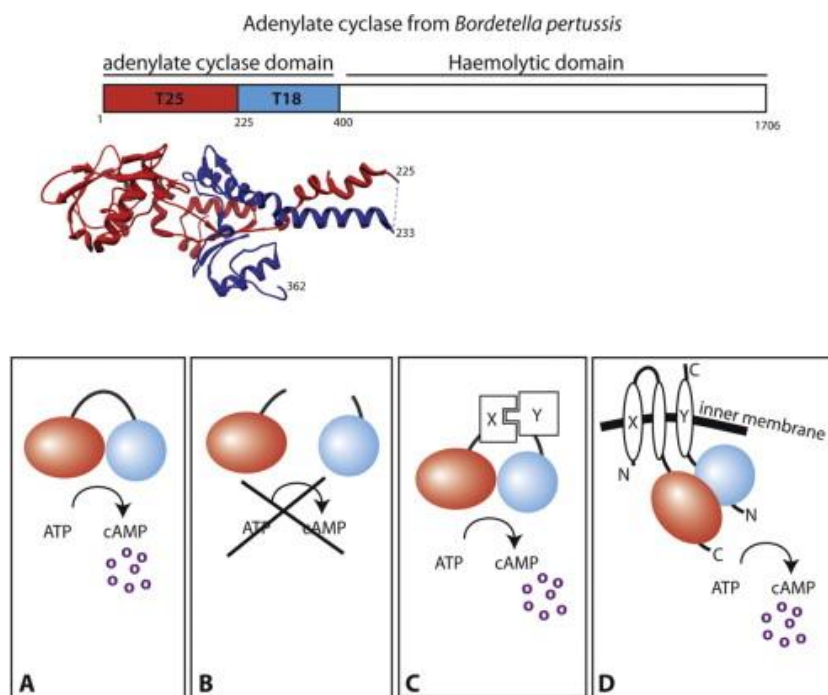 Adenylate cyclase from Bordetella pertussis
adenylate cyclase domain Haemolytic domain
T25 T18
1 225 400 1706
225
233
362
X Y
ATP cAMP
A
ATP cAMP
B
ATP cAMP
C
C
X Y inner membrane
N
N
C
ATP cAMP
D